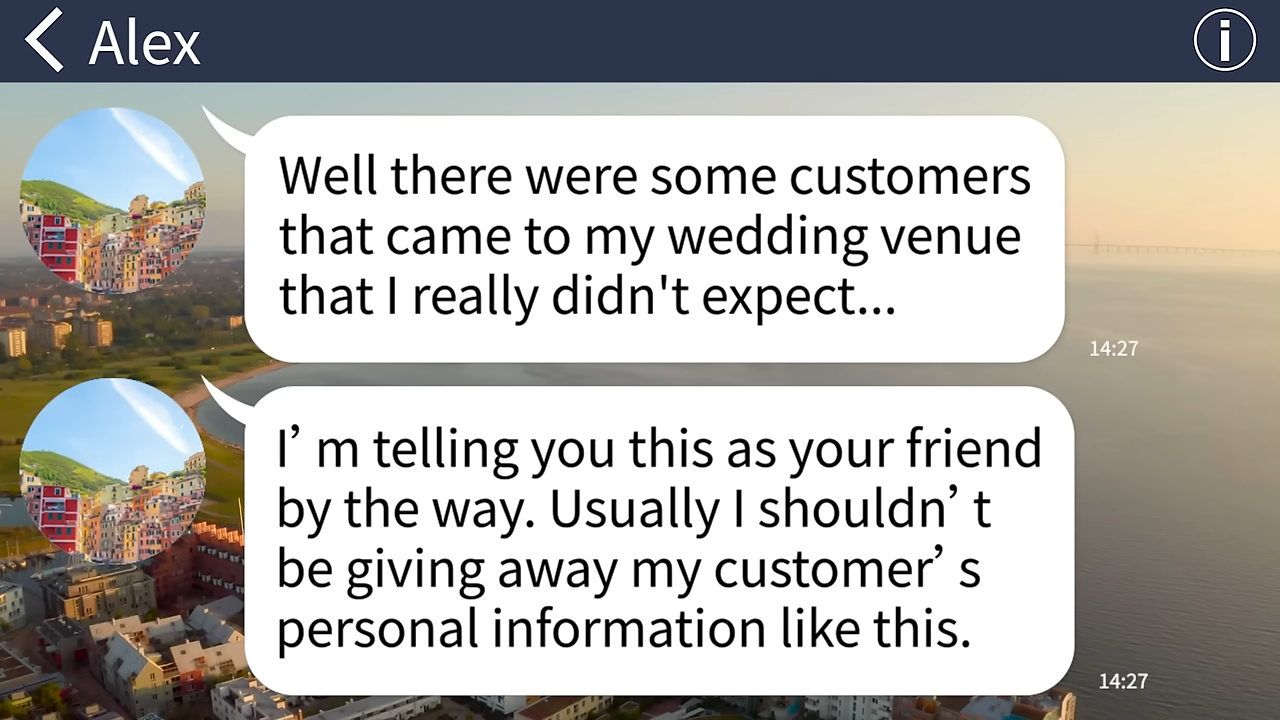 Alex
Well there were some customers
that came to my wedding venue
that I really didn't expect...
14:27
I’ m telling you this as your friend
by the way. Usually I shouldn’ t
be giving away my customer’ s
personal information like this.
14:27